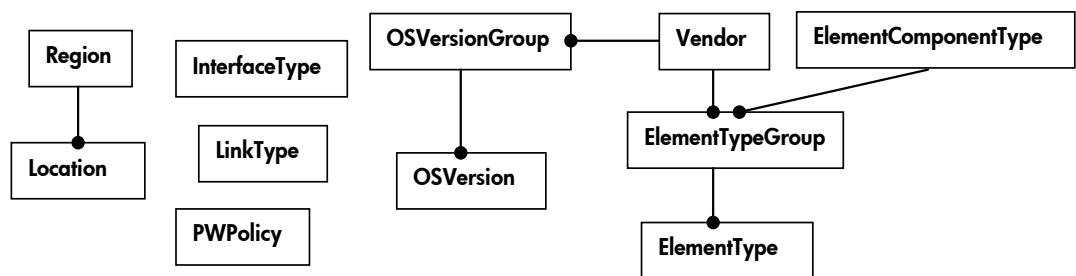 Region
InterfaceType
OSVersionGroup
Vendor
ElementComponentType
Location
LinkType
OSVersion
ElementTypeGroup
PWPolicy
ElementType